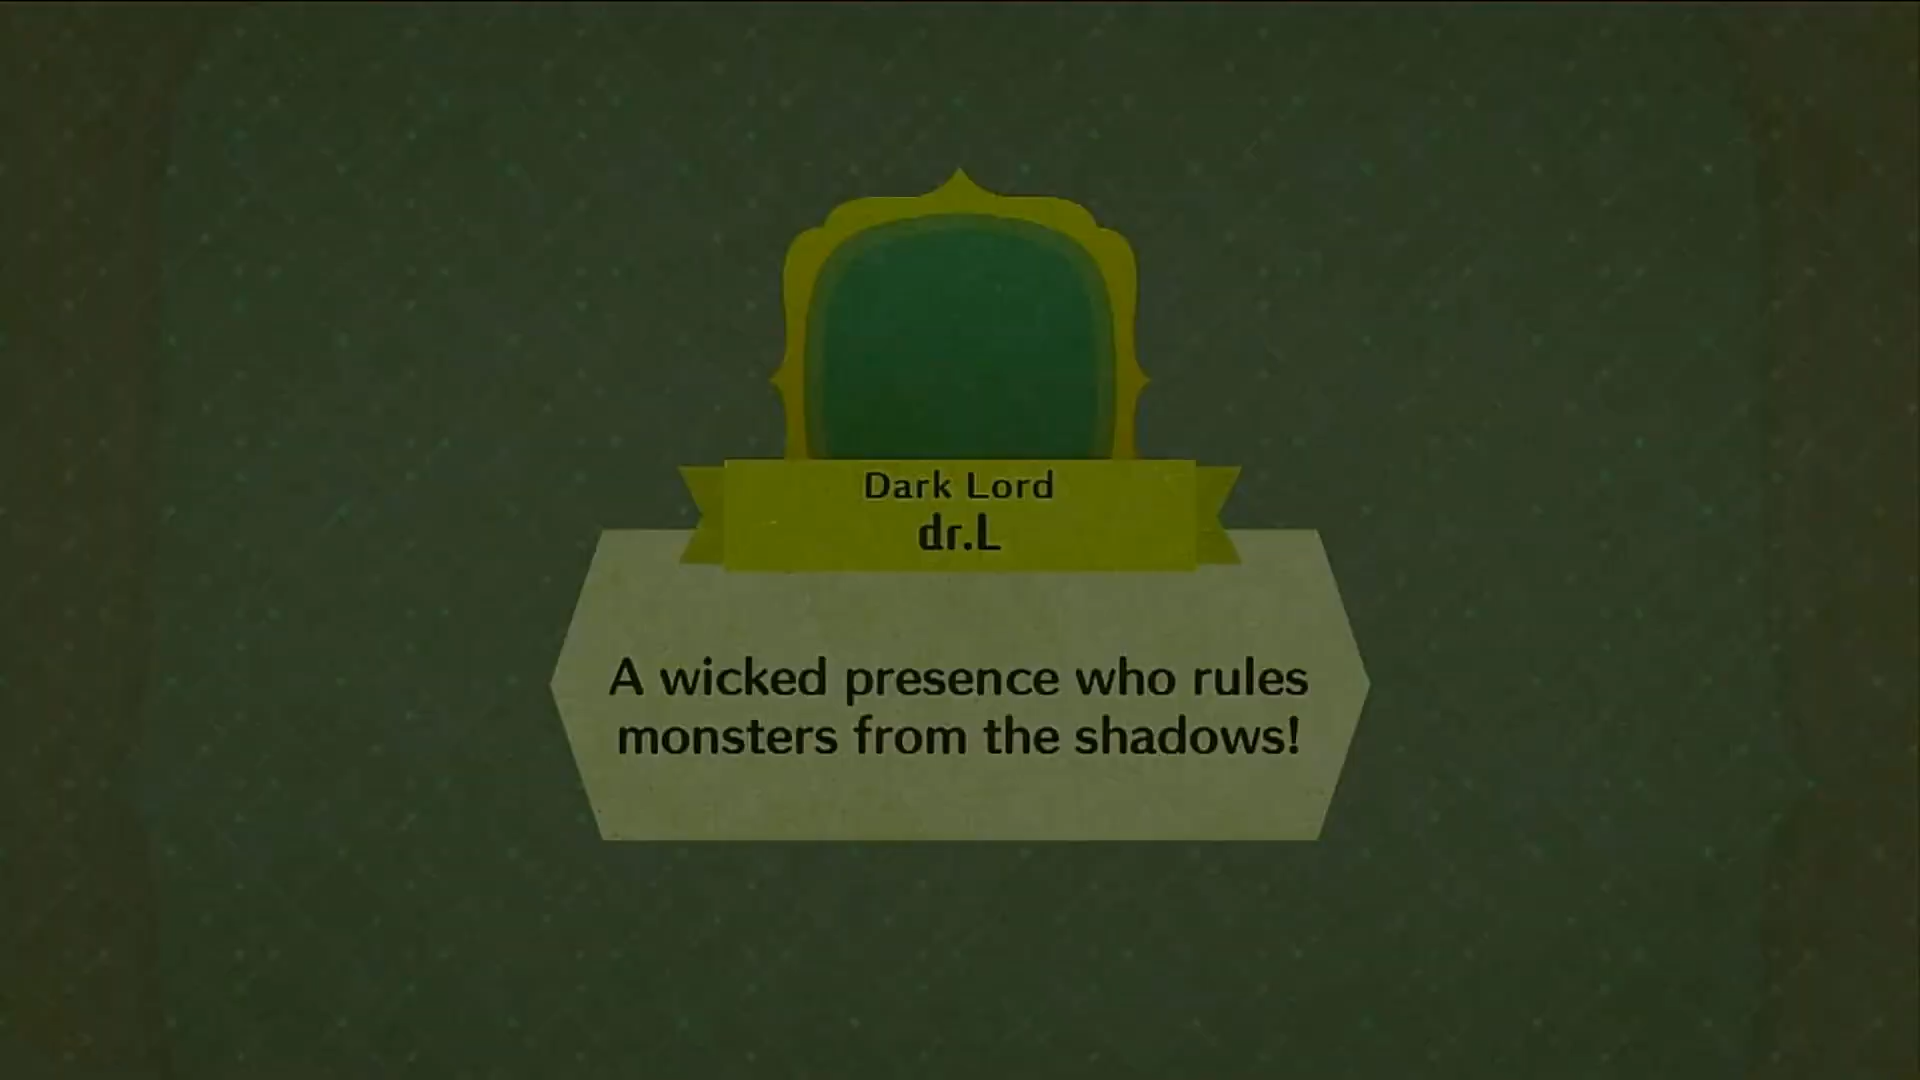 Dark Lord
dr.L
A wicked presence who rules
monsters from the shadows!